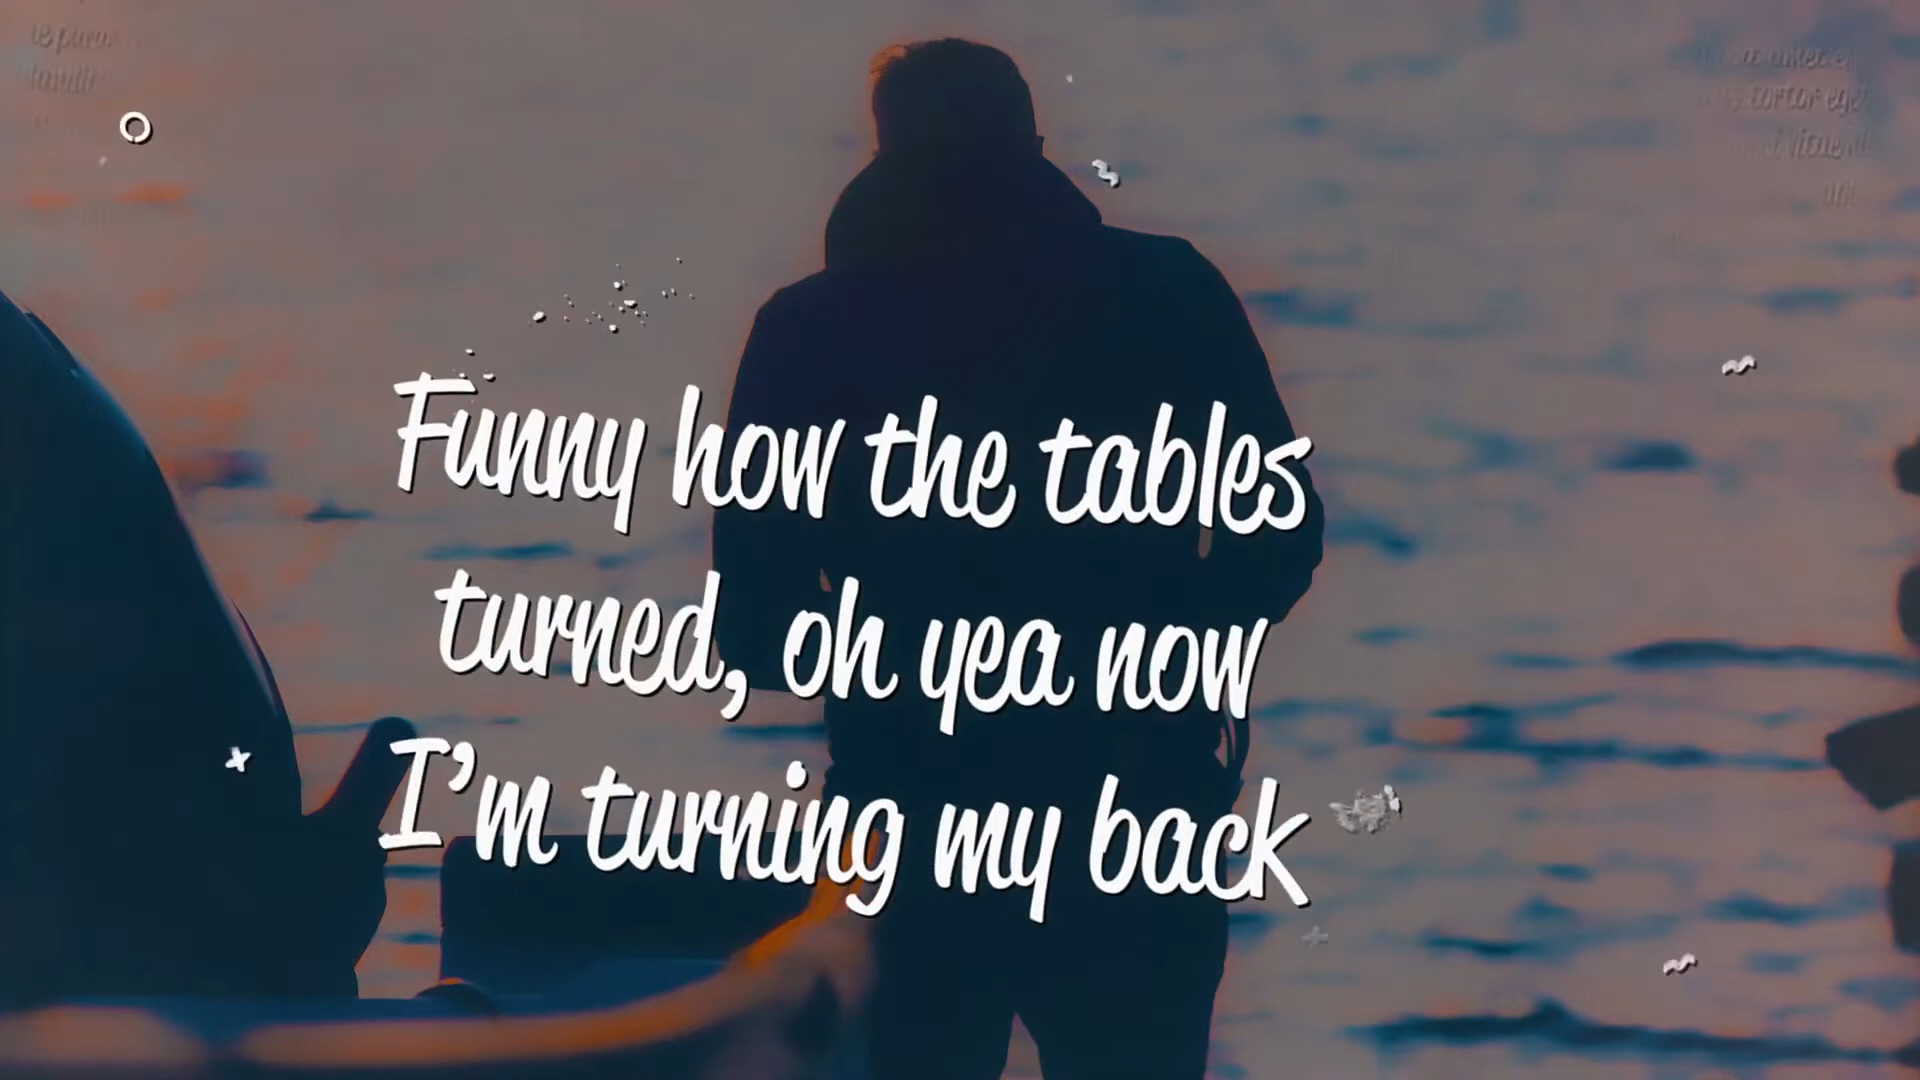 Funny how the tables
turned, oh yea now
I'm turning my back